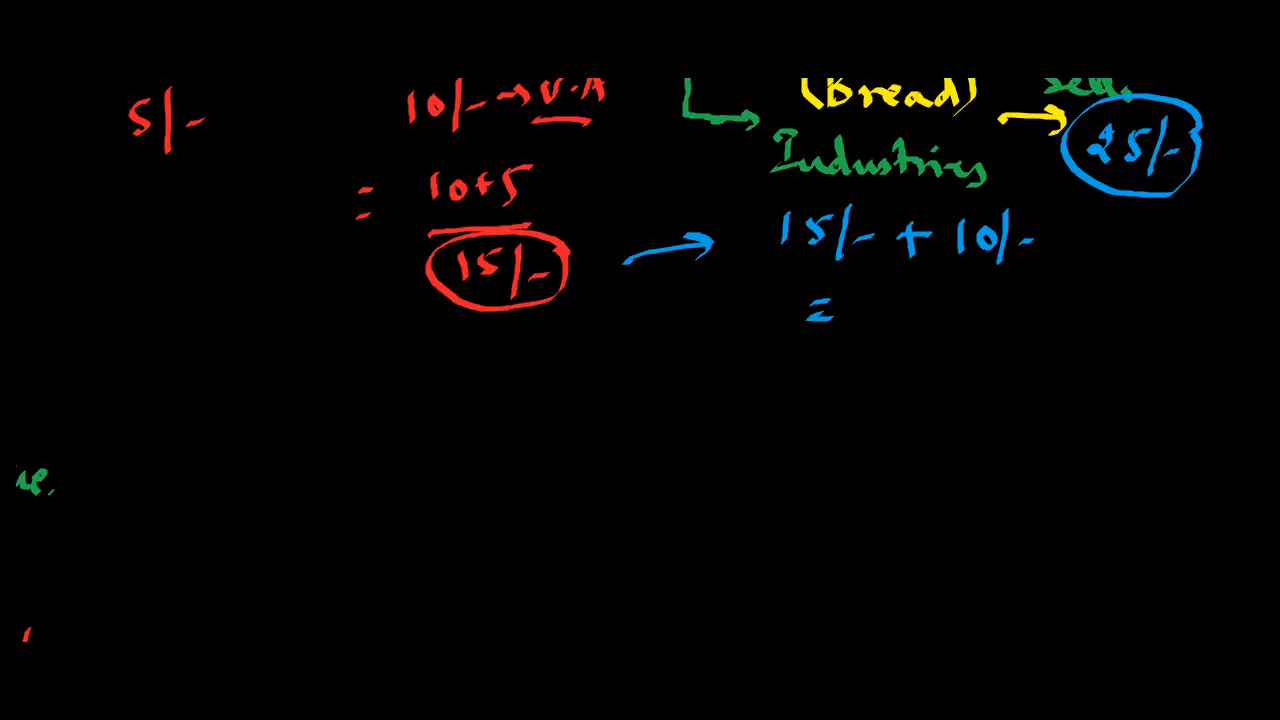 5/-
10/- → V.A
(Bread)
Industries
25/-
= 10+5
15/-
15/- + 10/-
=